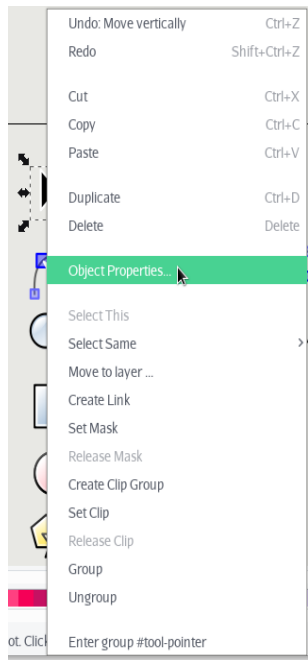 Undo: Move vertically Ctrl+Z
Redo Shift+Ctrl+Z
Cut Ctrl+X
Copy Ctrl+C
Paste Ctrl+V
Duplicate Ctrl+D
Delete Delete
Object Properties...
Select This
Select Same
Move to layer ...
Create Link
Set Mask
Release Mask
Create Clip Group
Set Clip
Release Clip
Group
Ungroup
ot. Click
Enter group #tool-pointer